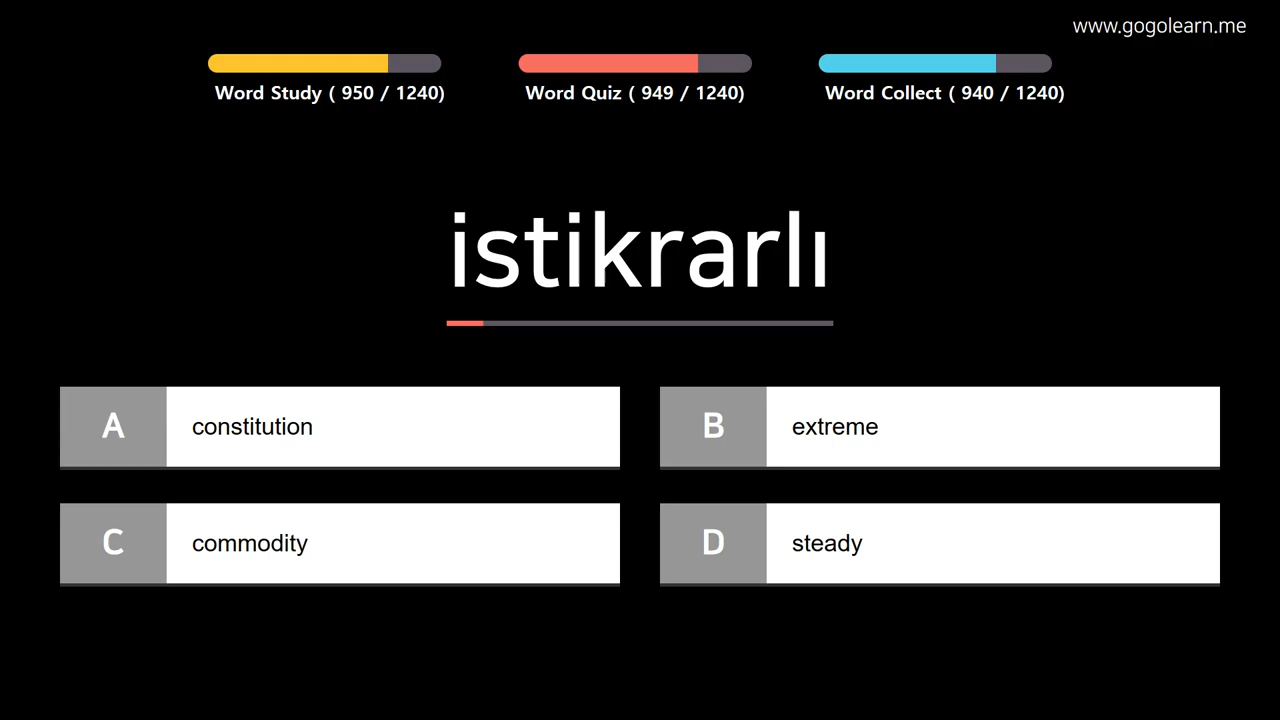 www.gogolearn.me
Word Study ( 950 / 1240)
Word Quiz ( 949 / 1240)
Word Collect ( 940 / 1240)
istikrarlı
A constitution
B extreme
C commodity
D steady